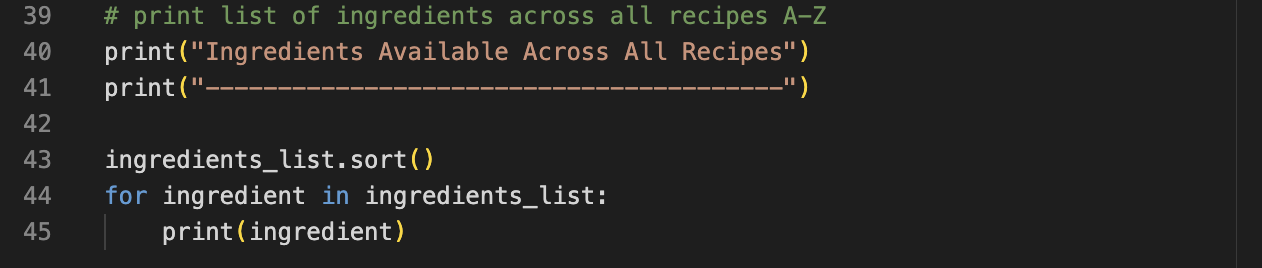 39 # print list of ingredients across all recipes A-Z
40 print("Ingredients Available Across All Recipes")
41 print("----------------------------------------")
42
43 ingredients_list.sort()
44 for ingredient in ingredients_list:
45     print(ingredient)